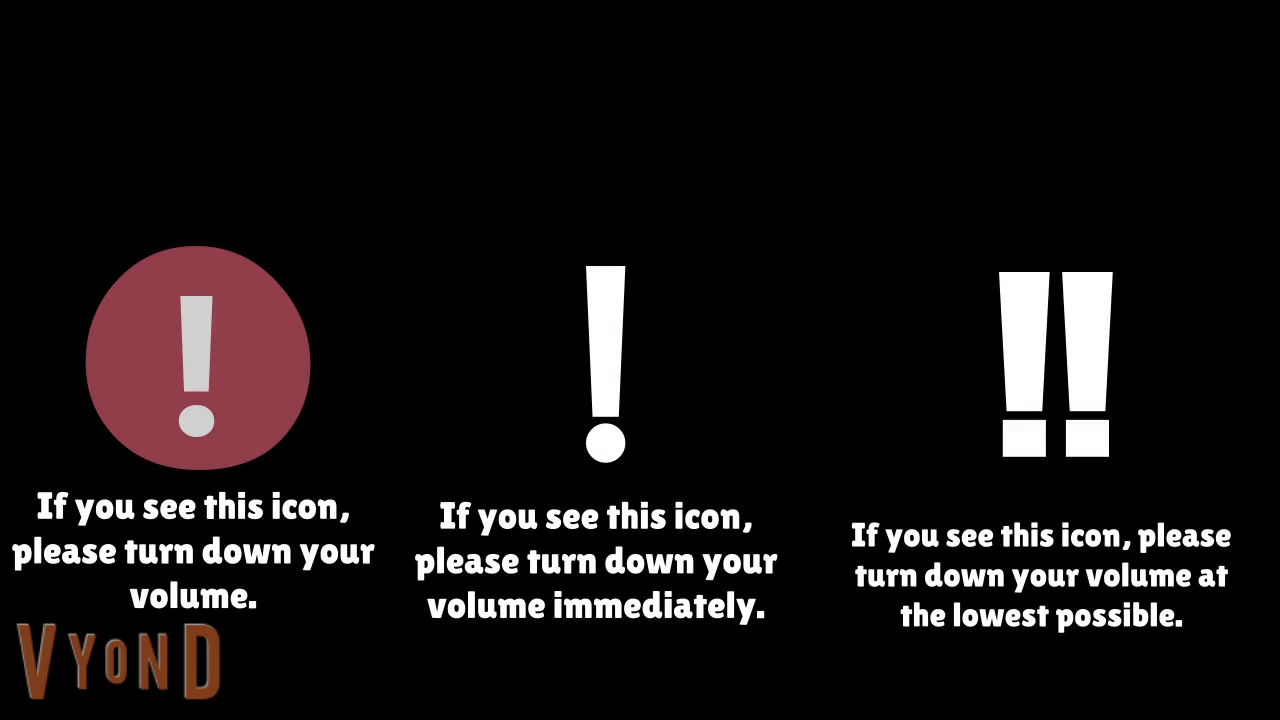 !
If you see this icon,
please turn down your
volume.
!
If you see this icon,
please turn down your
volume immediately.
!!
If you see this icon, please
turn down your volume at
the lowest possible.
VYOND